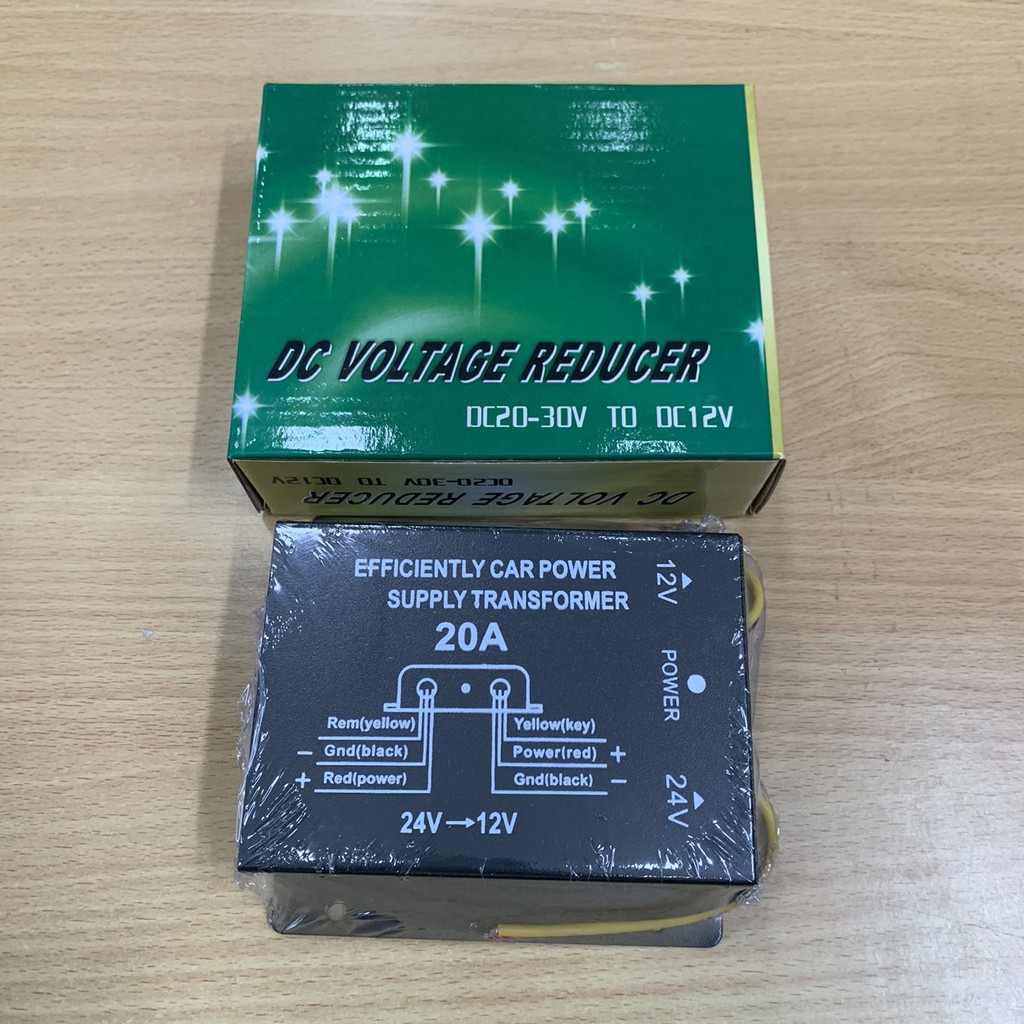 DC VOLTAGE REDUCER
DC20-30V TO DC12V
DC VOLTAGE REDUCER
DC20-30V TO DC12V
EFFICIENTLY CAR POWER
SUPPLY TRANSFORMER
20A
Rem(yellow)
- Gnd(black)
+ Red(power)
Yellow(key)
Power(red) +
Gnd(black) -
24V→12V
12V
POWER
24V